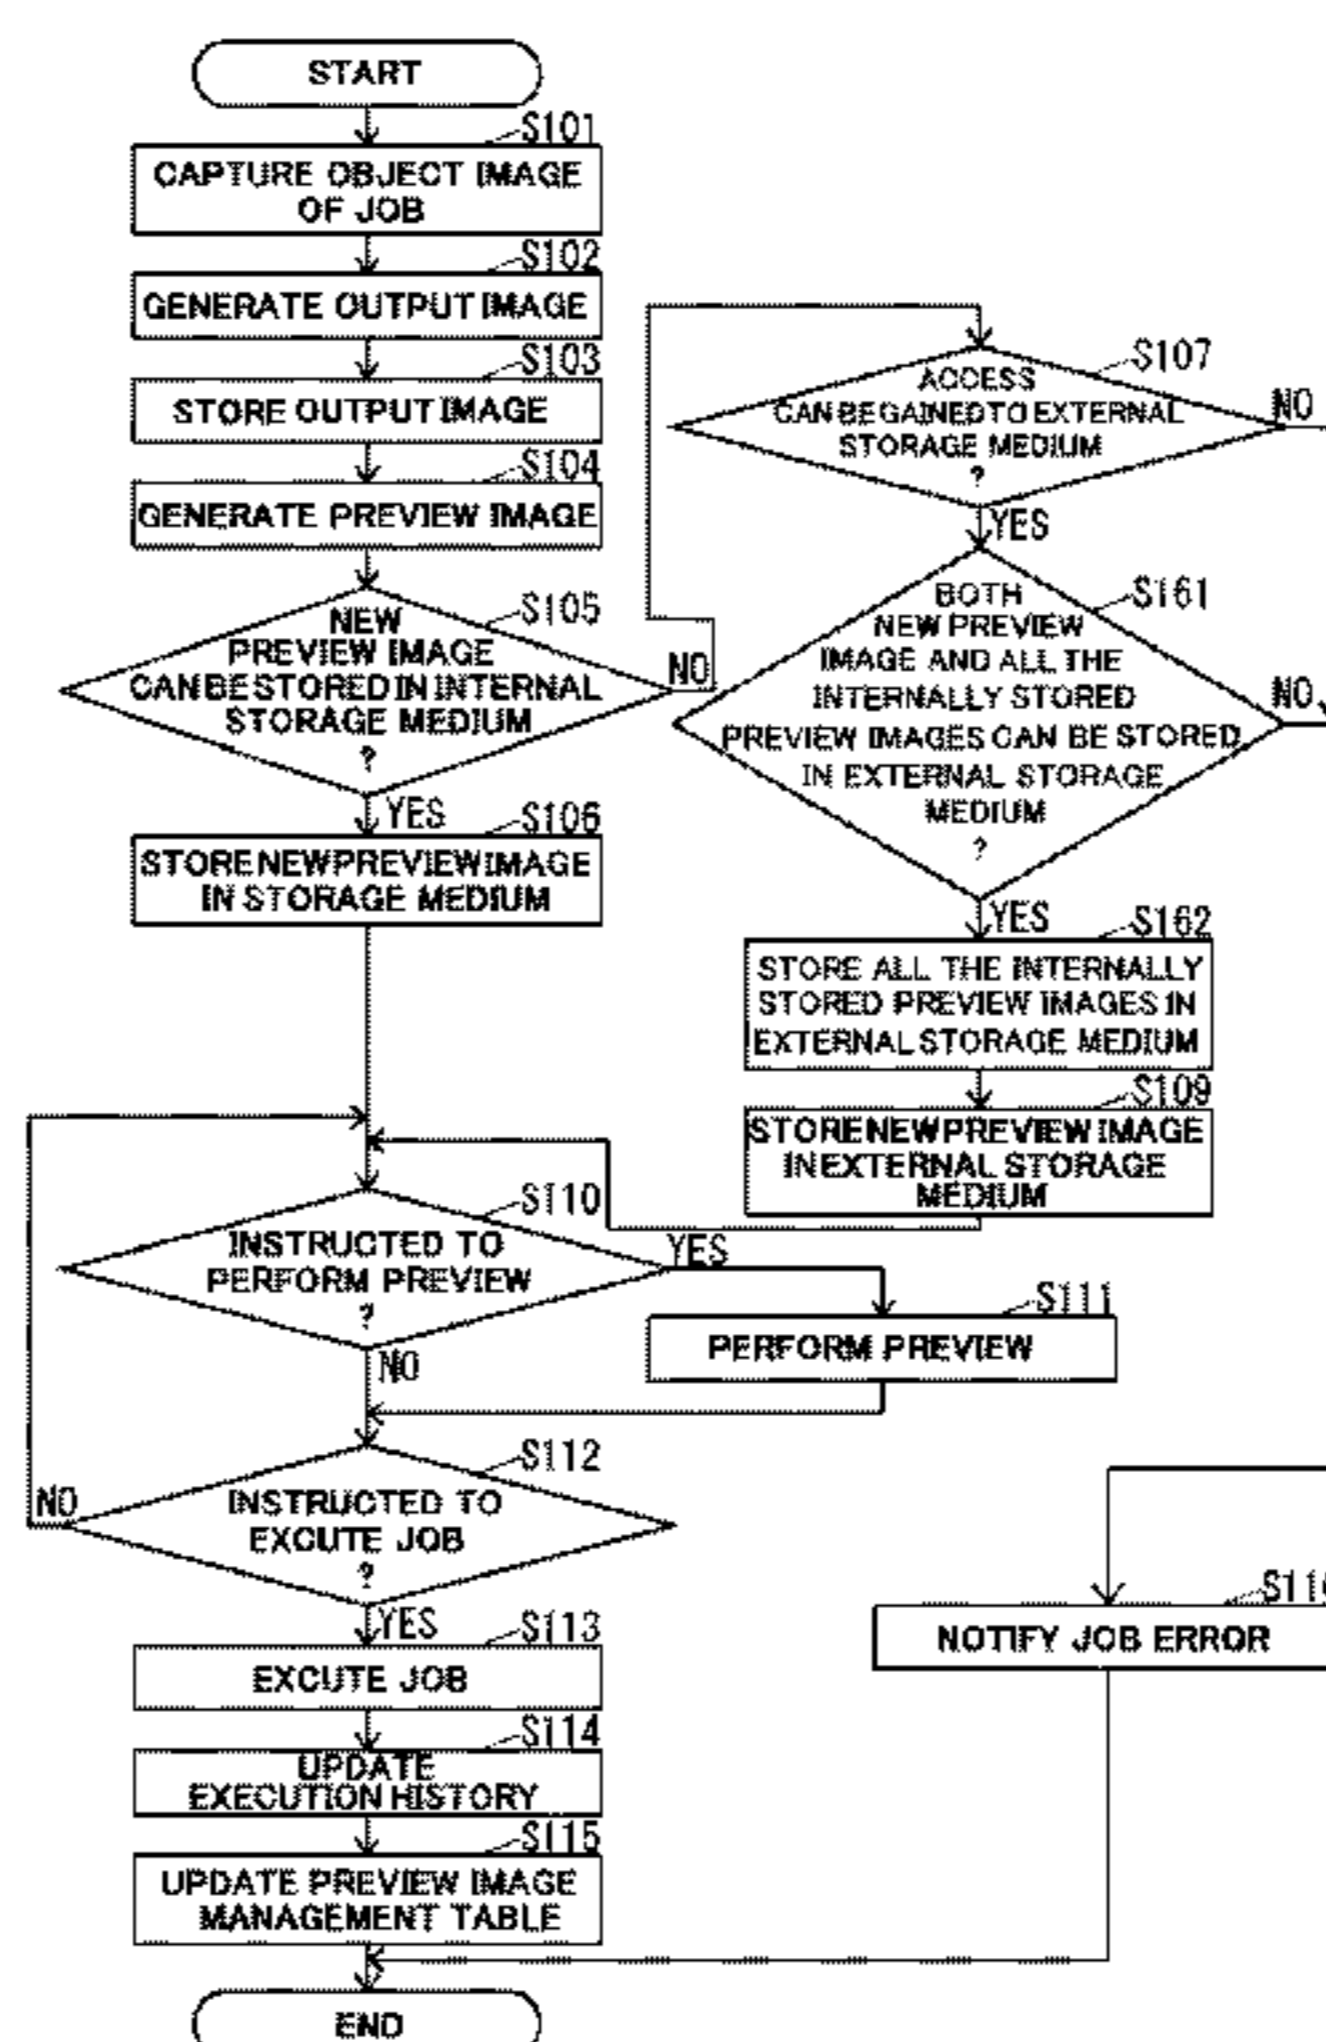 START
S101
CAPTURE OBJECT IMAGE
OF JOB
S102
GENERATE OUTPUT IMAGE
S103
STORE OUTPUT IMAGE
S104
GENERATE PREVIEW IMAGE
S105
NEW
PREVIEW IMAGE
CAN BE STORED IN INTERNAL
STORAGE MEDIUM
?
NO
YES
S106
STORE NEW PREVIEW IMAGE
IN STORAGE MEDIUM
S107
ACCESS
CAN BE GAINED TO EXTERNAL
STORAGE MEDIUM
?
NO
YES
S161
BOTH
NEW PREVIEW
IMAGE AND ALL THE
INTERNALLY STORED
PREVIEW IMAGES CAN BE STORED
IN EXTERNAL STORAGE
MEDIUM
?
NO
YES
S162
STORE ALL THE INTERNALLY
STORED PREVIEW IMAGES IN
EXTERNAL STORAGE MEDIUM
S109
STORE NEW PREVIEW IMAGE
IN EXTERNAL STORAGE
MEDIUM
S110
INSTRUCTED TO
PERFORM PREVIEW
?
YES
NO
S111
PERFORM PREVIEW
S112
INSTRUCTED TO
EXCUTE JOB
?
NO
YES
S113
EXCUTE JOB
S114
UPDATE
EXECUTION HISTORY
S115
UPDATE PREVIEW IMAGE
MANAGEMENT TABLE
NOTIFY JOB ERROR
END